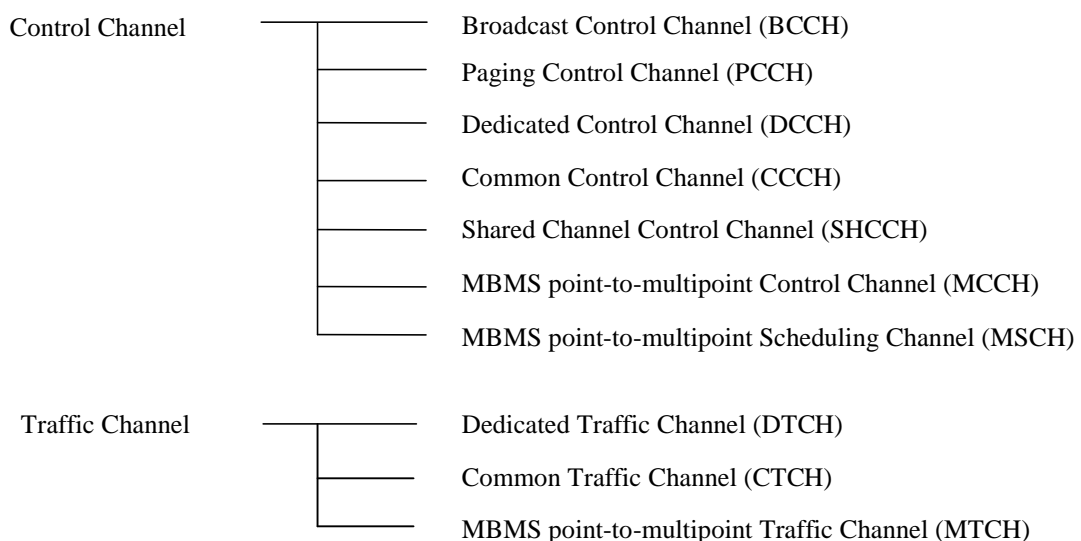 Control Channel
Broadcast Control Channel (BCCH)
Paging Control Channel (PCCH)
Dedicated Control Channel (DCCH)
Common Control Channel (CCCH)
Shared Channel Control Channel (SHCCH)
MBMS point-to-multipoint Control Channel (MCCH)
MBMS point-to-multipoint Scheduling Channel (MSCH)
Traffic Channel
Dedicated Traffic Channel (DTCH)
Common Traffic Channel (CTCH)
MBMS point-to-multipoint Traffic Channel (MTCH)